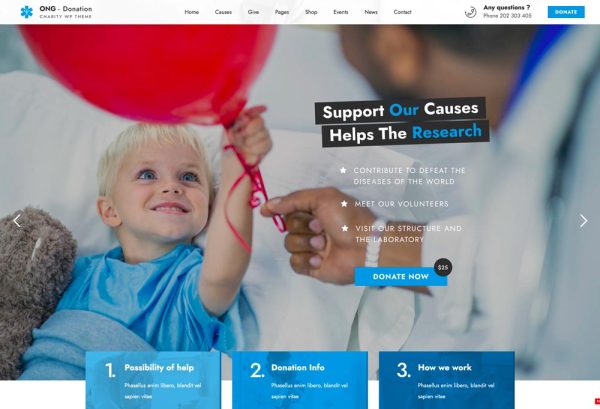 ONG - Donation
CHARITY WP THEME
Home Causes Give Pages Shop Events News Contact
Any questions ?
Phone 202 303 405
DONATE
Support Our Causes
Helps The Research
CONTRIBUTE TO DEFEAT THE
DISEASES OF THE WORLD
MEET OUR VOLUNTEERS
VISIT OUR STRUCTURE AND
THE LABORATORY
$25
DONATE NOW
1. Possibility of help
Phasellus enim libero, blandit vel
sapien vitae
2. Donation Info
Phasellus enim libero, blandit vel
sapien vitae
3. How we work
Phasellus enim libero, blandit vel
sapien vitae